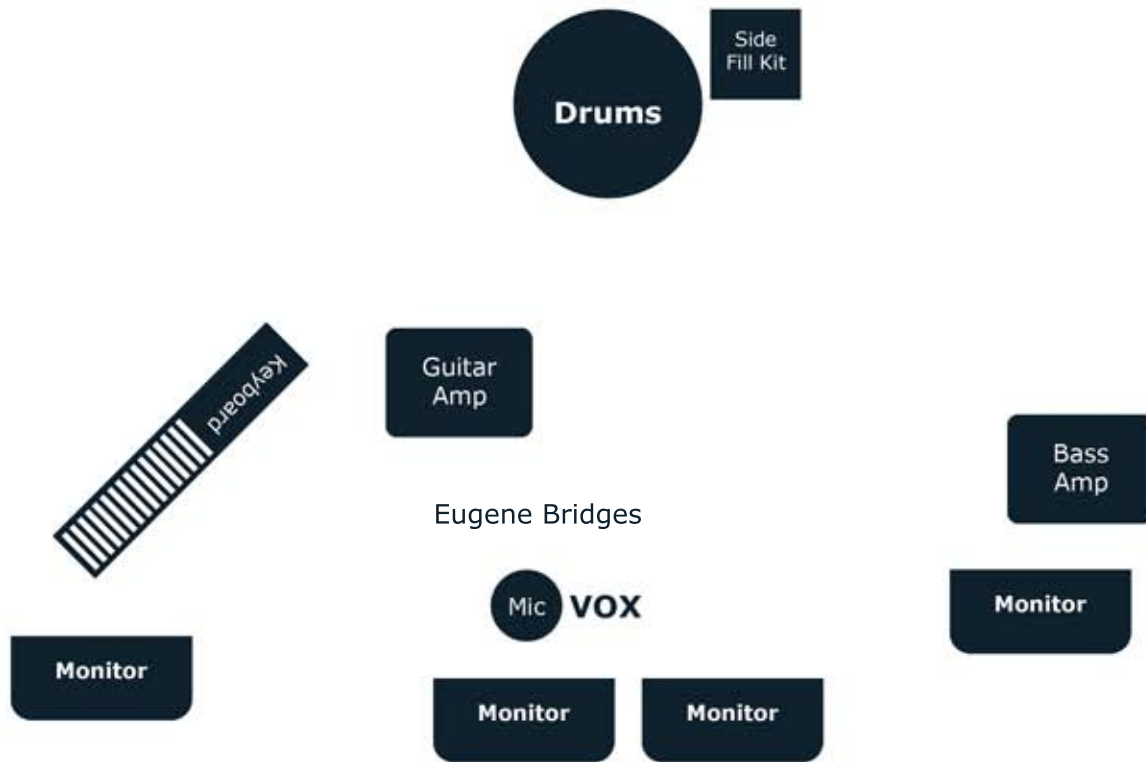 Side
Fill Kit
Drums
Keyboard
Guitar
Amp
Bass
Amp
Eugene Bridges
Mic VOX
Monitor
Monitor
Monitor
Monitor